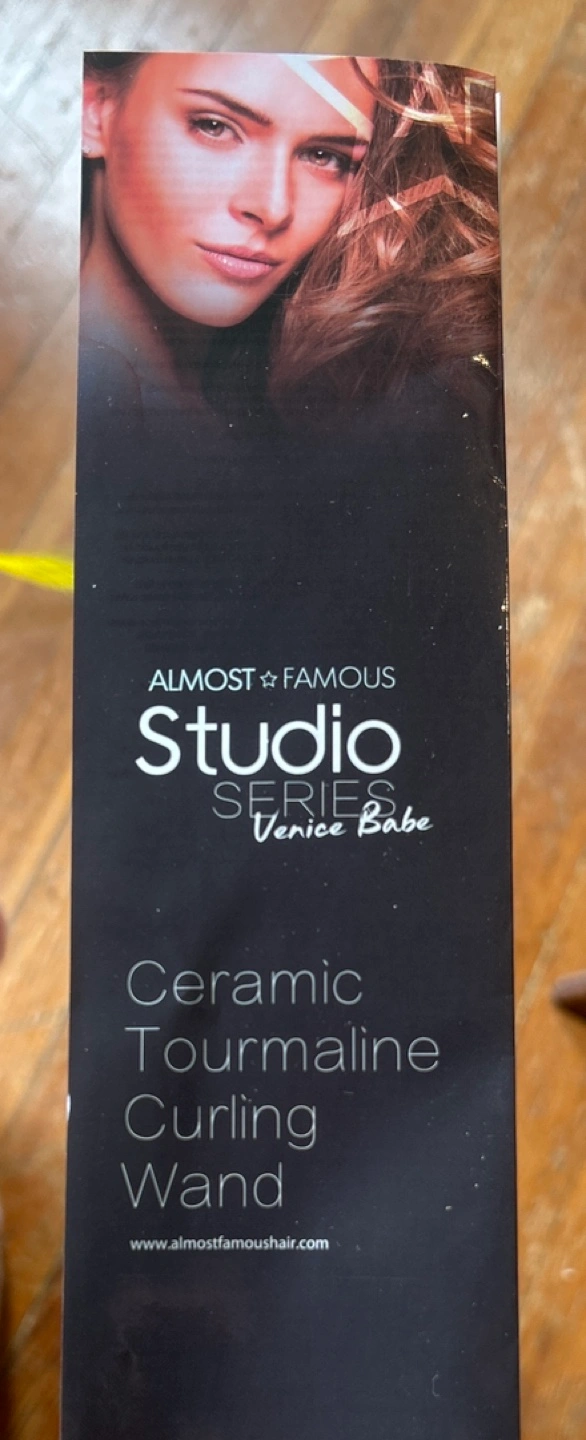 ALMOST ☆ FAMOUS
Studio
SERIES
Venice Babe
Ceramic
Tourmaline
Curling
Wand
www.almostfamoushair.com